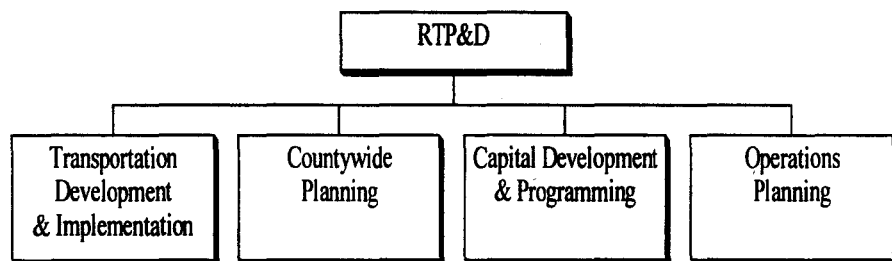 RTP&D
Transportation
Development
& Implementation
Countywide
Planning
Capital Development
& Programming
Operations
Planning